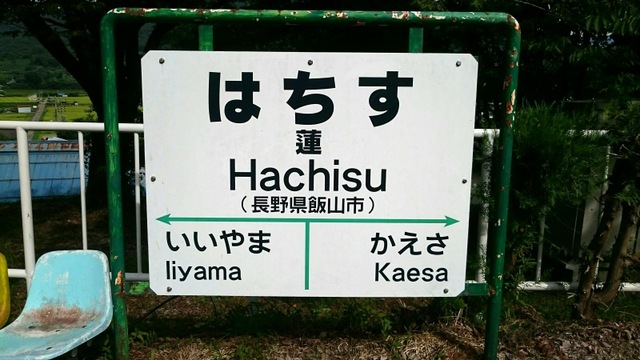 はちす
蓮
Hachisu
(長野県飯山市)
いいやま かえさ
Iiyama Kaesa